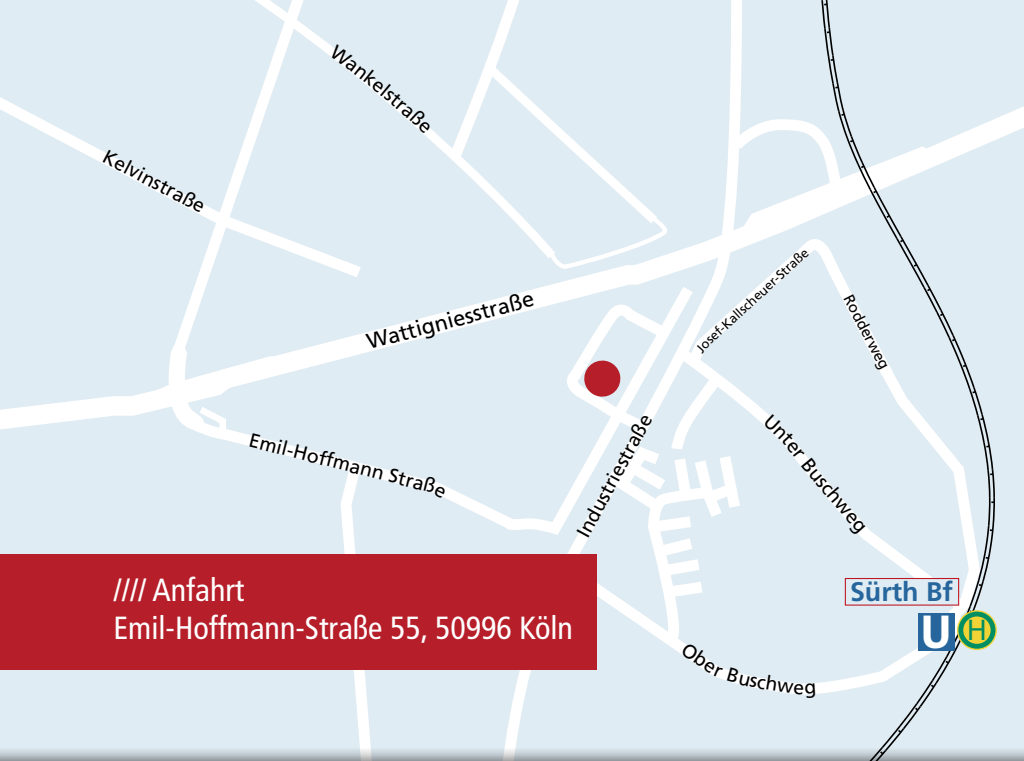 Wankelstraße
Kelvinstraße
Josef-Kallscheuer-Straße
Wattigniesstraße
Rodderweg
Emil-Hoffmann Straße
Industriestraße
Unter Buschweg
//// Anfahrt
Emil-Hoffmann-Straße 55, 50996 Köln
Sürth Bf
U H
Ober Buschweg